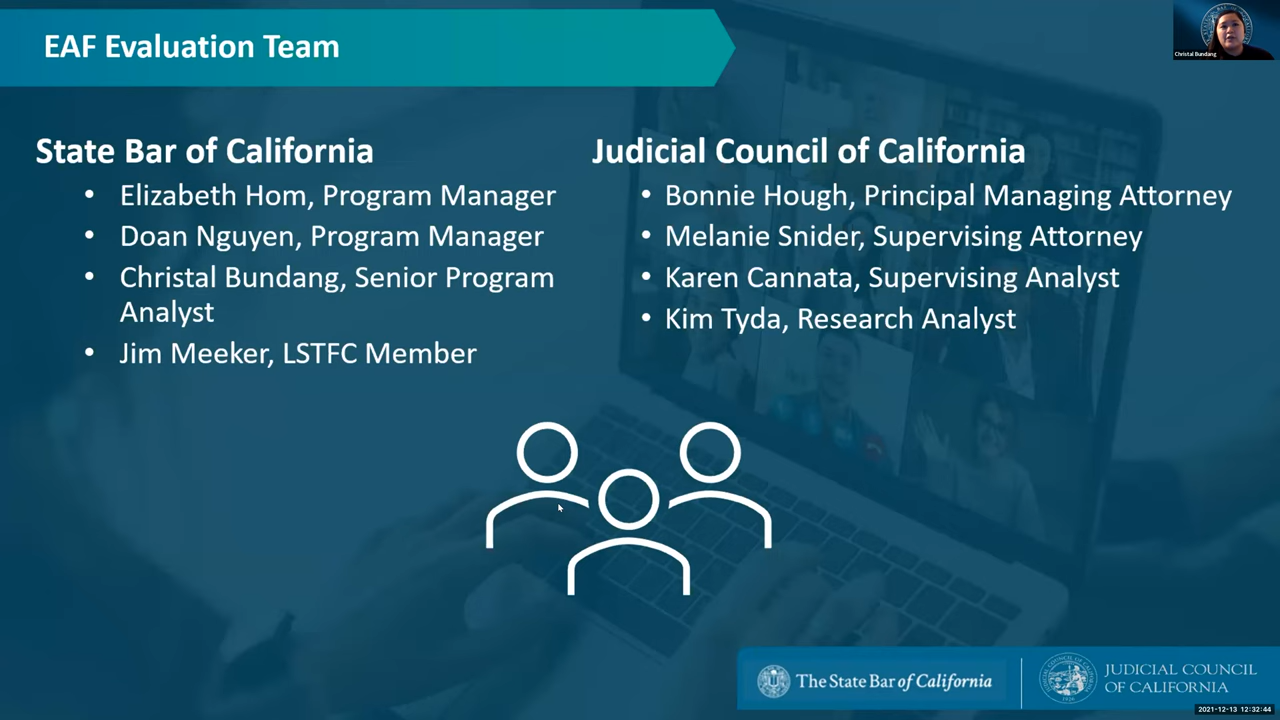 EAF Evaluation Team
Christal Bundang
State Bar of California
• Elizabeth Hom, Program Manager
• Doan Nguyen, Program Manager
• Christal Bundang, Senior Program
Analyst
• Jim Meeker, LSTFC Member
Judicial Council of California
• Bonnie Hough, Principal Managing Attorney
• Melanie Snider, Supervising Attorney
• Karen Cannata, Supervising Analyst
• Kim Tyda, Research Analyst
The State Bar of California
JUDICIAL COUNCIL
OF CALIFORNIA
2021-12-13 12:32:44